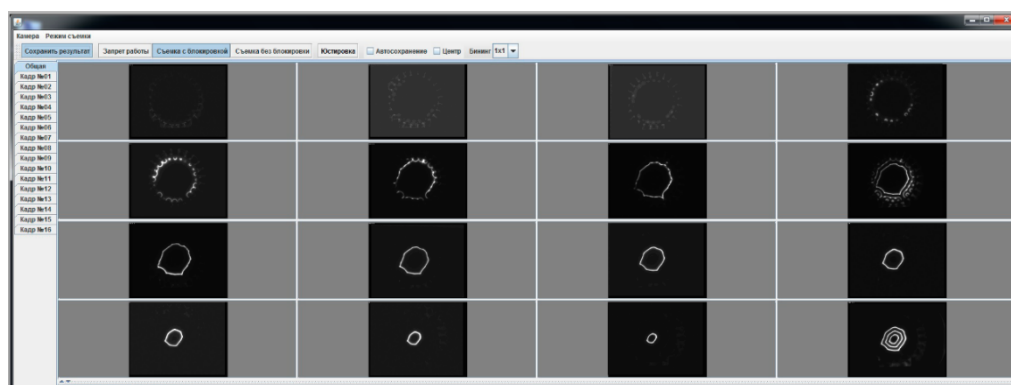 Камера Режим съемки
Сохранить результат Запрет работы Съемка с блокировкой Съемка без блокировки Юстировка Автосохранение Центр Бининг 1x1
Общая
Кадр №01
Кадр №02
Кадр №03
Кадр №04
Кадр №05
Кадр №06
Кадр №07
Кадр №08
Кадр №09
Кадр №10
Кадр №11
Кадр №12
Кадр №13
Кадр №14
Кадр №15
Кадр №16